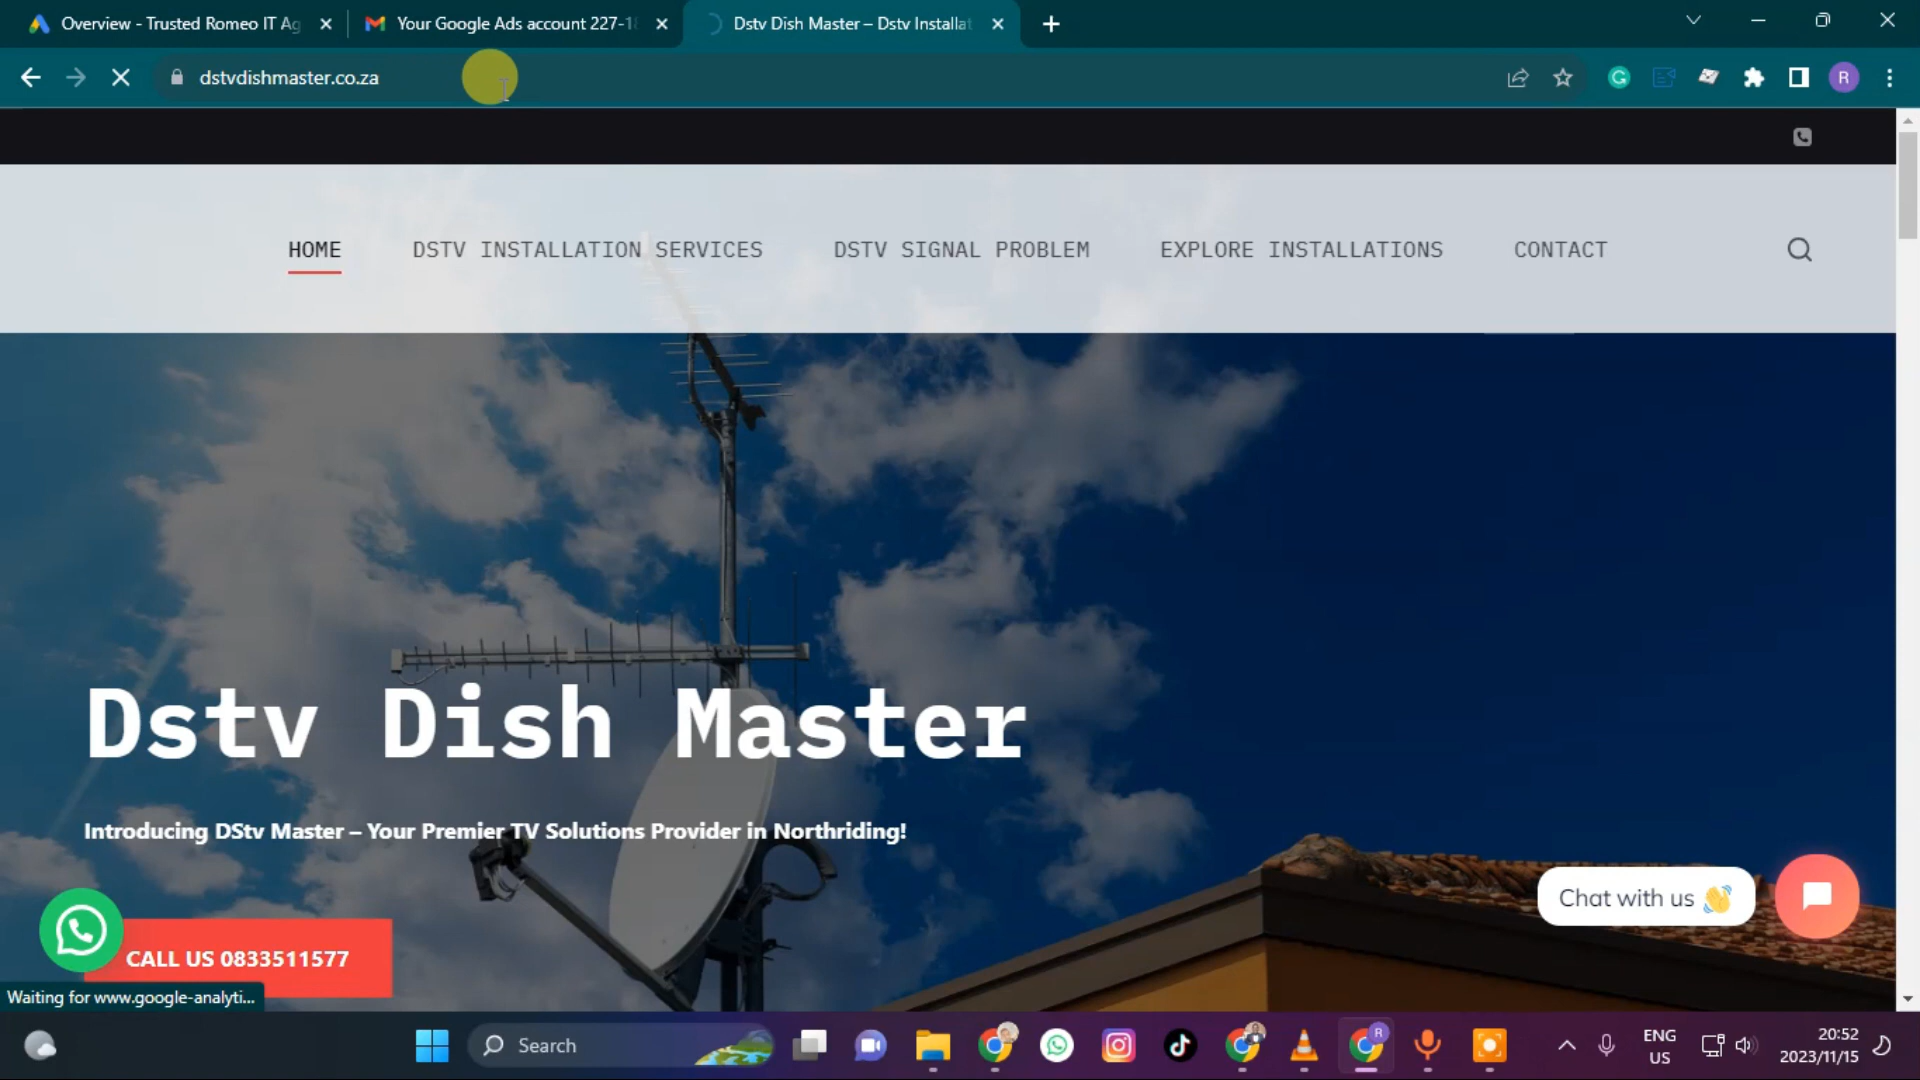 Overview - Trusted Romeo IT Ag
Your Google Ads account 227-18
Dstv Dish Master – Dstv Installat
dstvdishmaster.co.za
R
HOME
DSTV INSTALLATION SERVICES
DSTV SIGNAL PROBLEM
EXPLORE INSTALLATIONS
CONTACT
Dstv Dish Master
Introducing DStv Master – Your Premier TV Solutions Provider in Northriding!
Chat with us
CALL US 0833511577
Waiting for www.google-analyti...
Search
R
ENG
US
20:52
2023/11/15